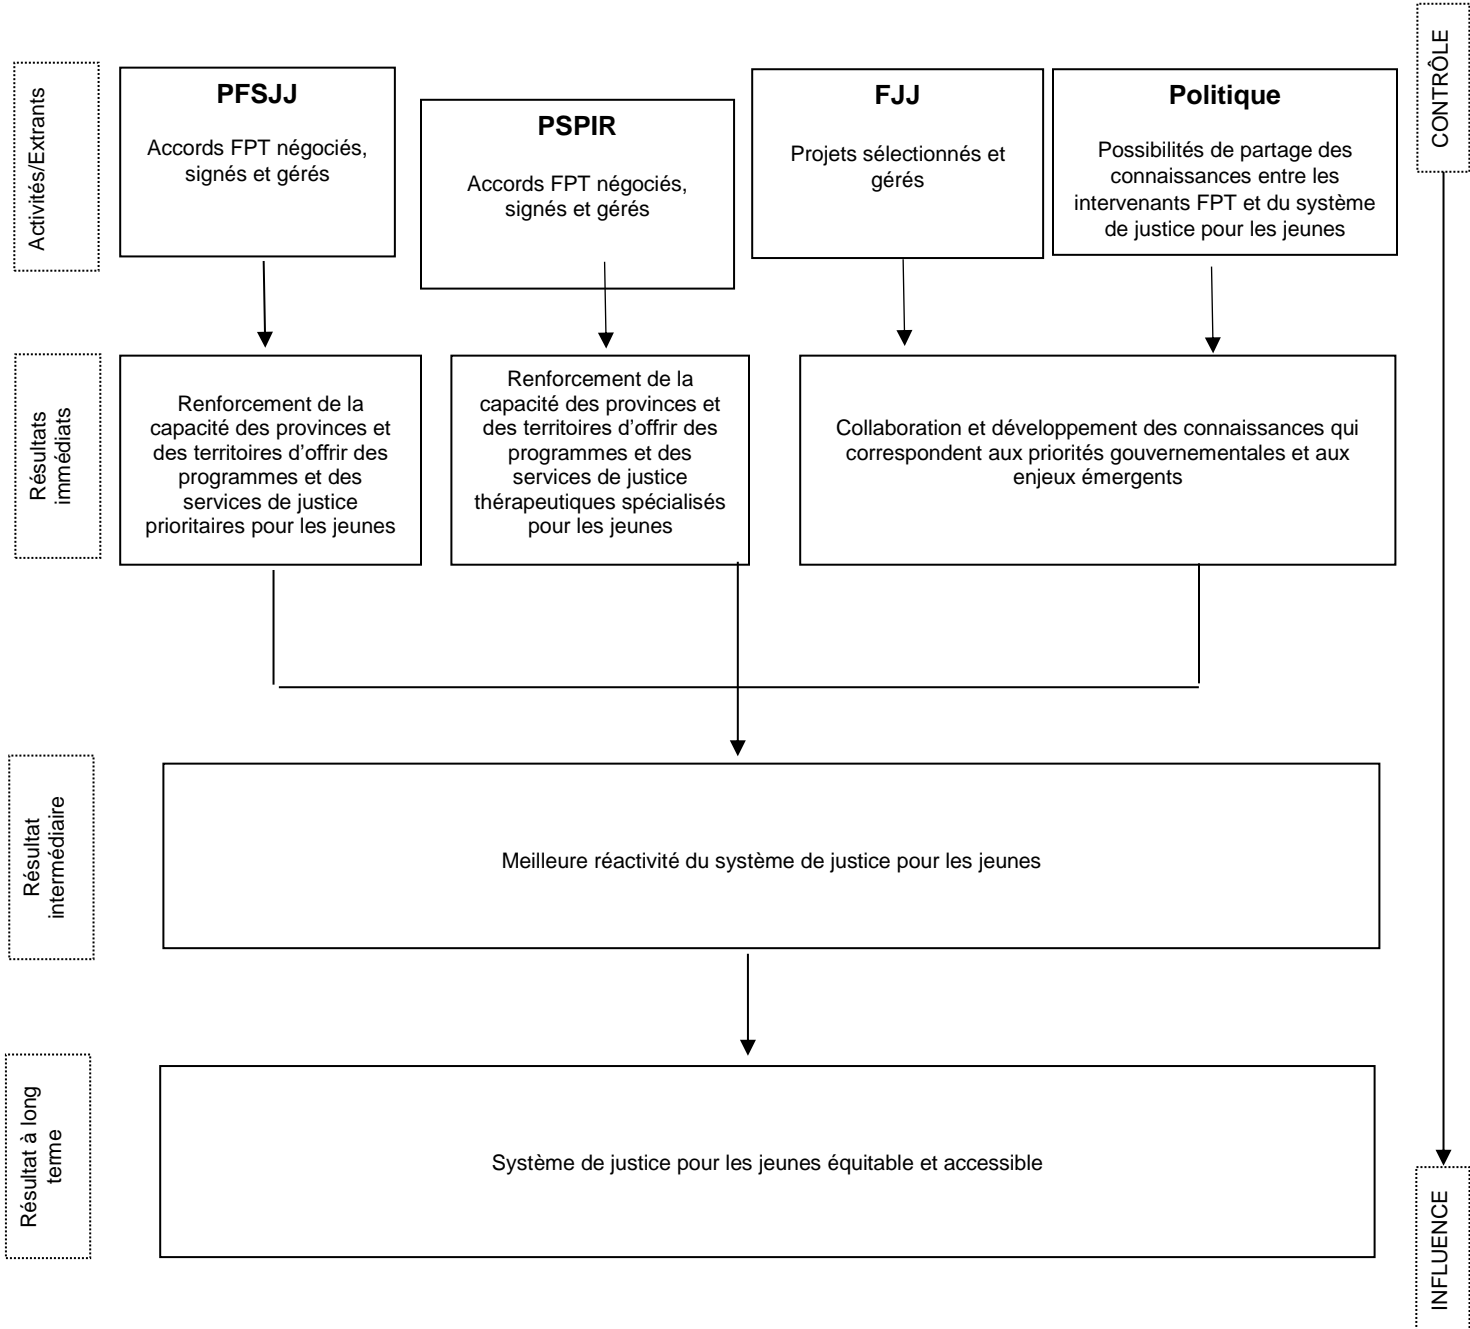 CONTRÔLE
Activités/Extrants
PFSJJ
Accords FPT négociés,
signés et gérés
PSPIR
Accords FPT négociés,
signés et gérés
FJJ
Projets sélectionnés et
gérés
Politique
Possibilités de partage des
connaissances entre les
intervenants FPT et du système
de justice pour les jeunes
Résultats
immédiats
Renforcement de la
capacité des provinces et
des territoires d’offrir des
programmes et des
services de justice
prioritaires pour les jeunes
Renforcement de la
capacité des provinces et
des territoires d’offrir des
programmes et des
services de justice
thérapeutiques spécialisés
pour les jeunes
Collaboration et développement des connaissances qui
correspondent aux priorités gouvernementales et aux
enjeux émergents
Résultat
intermédiaire
Meilleure réactivité du système de justice pour les jeunes
Résultat à long
terme
Système de justice pour les jeunes équitable et accessible
INFLUENCE